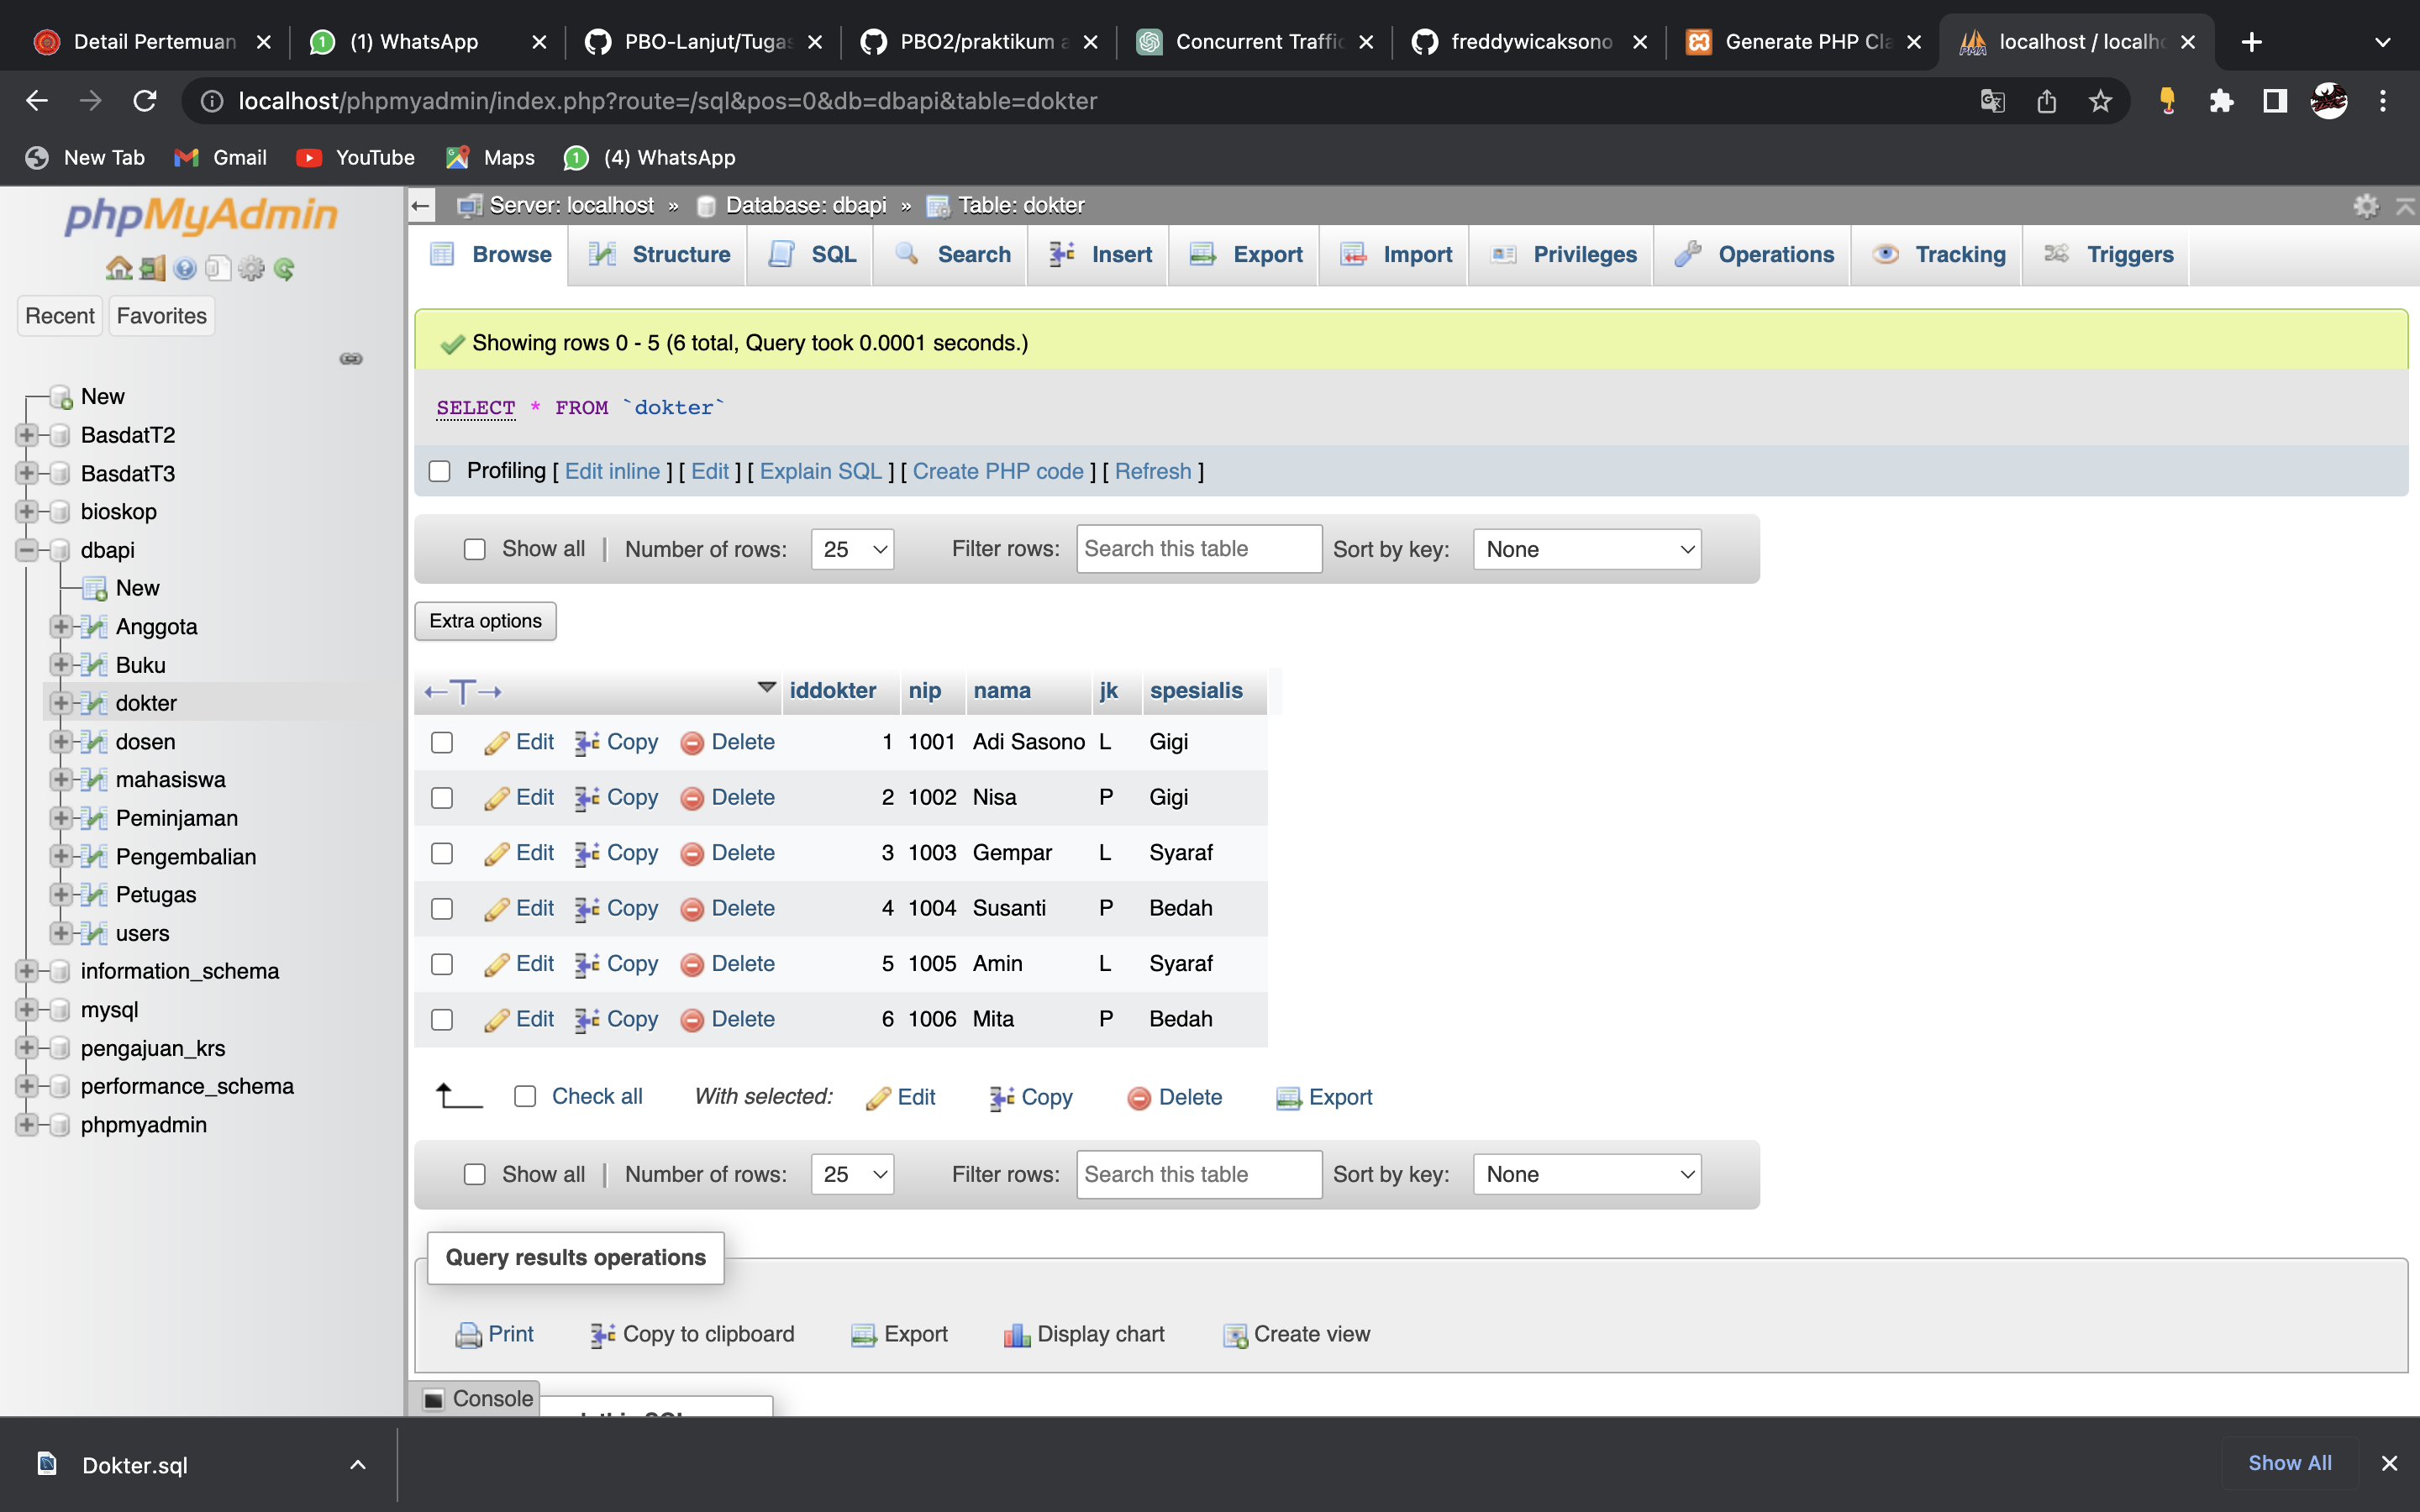 Detail Pertemuan
(1) WhatsApp
PBO-Lanjut/Tugas
PBO2/praktikum a
Concurrent Traffic
freddywicaksono
Generate PHP Cla
localhost / localho
localhost/phpmyadmin/index.php?route=/sql&pos=0&db=dbapi&table=dokter
New Tab
Gmail
YouTube
Maps
(4) WhatsApp
phpMyAdmin
Recent
Favorites
New
BasdatT2
BasdatT3
bioskop
dbapi
New
Anggota
Buku
dokter
dosen
mahasiswa
Peminjaman
Pengembalian
Petugas
users
information_schema
mysql
pengajuan_krs
performance_schema
phpmyadmin
Server: localhost » Database: dbapi » Table: dokter
Browse Structure SQL Search Insert Export Import Privileges Operations Tracking Triggers
Showing rows 0 - 5 (6 total, Query took 0.0001 seconds.)
SELECT * FROM `dokter`
Profiling [ Edit inline ] [ Edit ] [ Explain SQL ] [ Create PHP code ] [ Refresh ]
Show all | Number of rows: 25 Filter rows: Search this table Sort by key: None
Extra options
iddokter nip nama jk spesialis
Edit Copy Delete 1 1001 Adi Sasono L Gigi
Edit Copy Delete 2 1002 Nisa P Gigi
Edit Copy Delete 3 1003 Gempar L Syaraf
Edit Copy Delete 4 1004 Susanti P Bedah
Edit Copy Delete 5 1005 Amin L Syaraf
Edit Copy Delete 6 1006 Mita P Bedah
Check all With selected: Edit Copy Delete Export
Show all | Number of rows: 25 Filter rows: Search this table Sort by key: None
Query results operations
Print Copy to clipboard Export Display chart Create view
Console
Dokter.sql
Show All